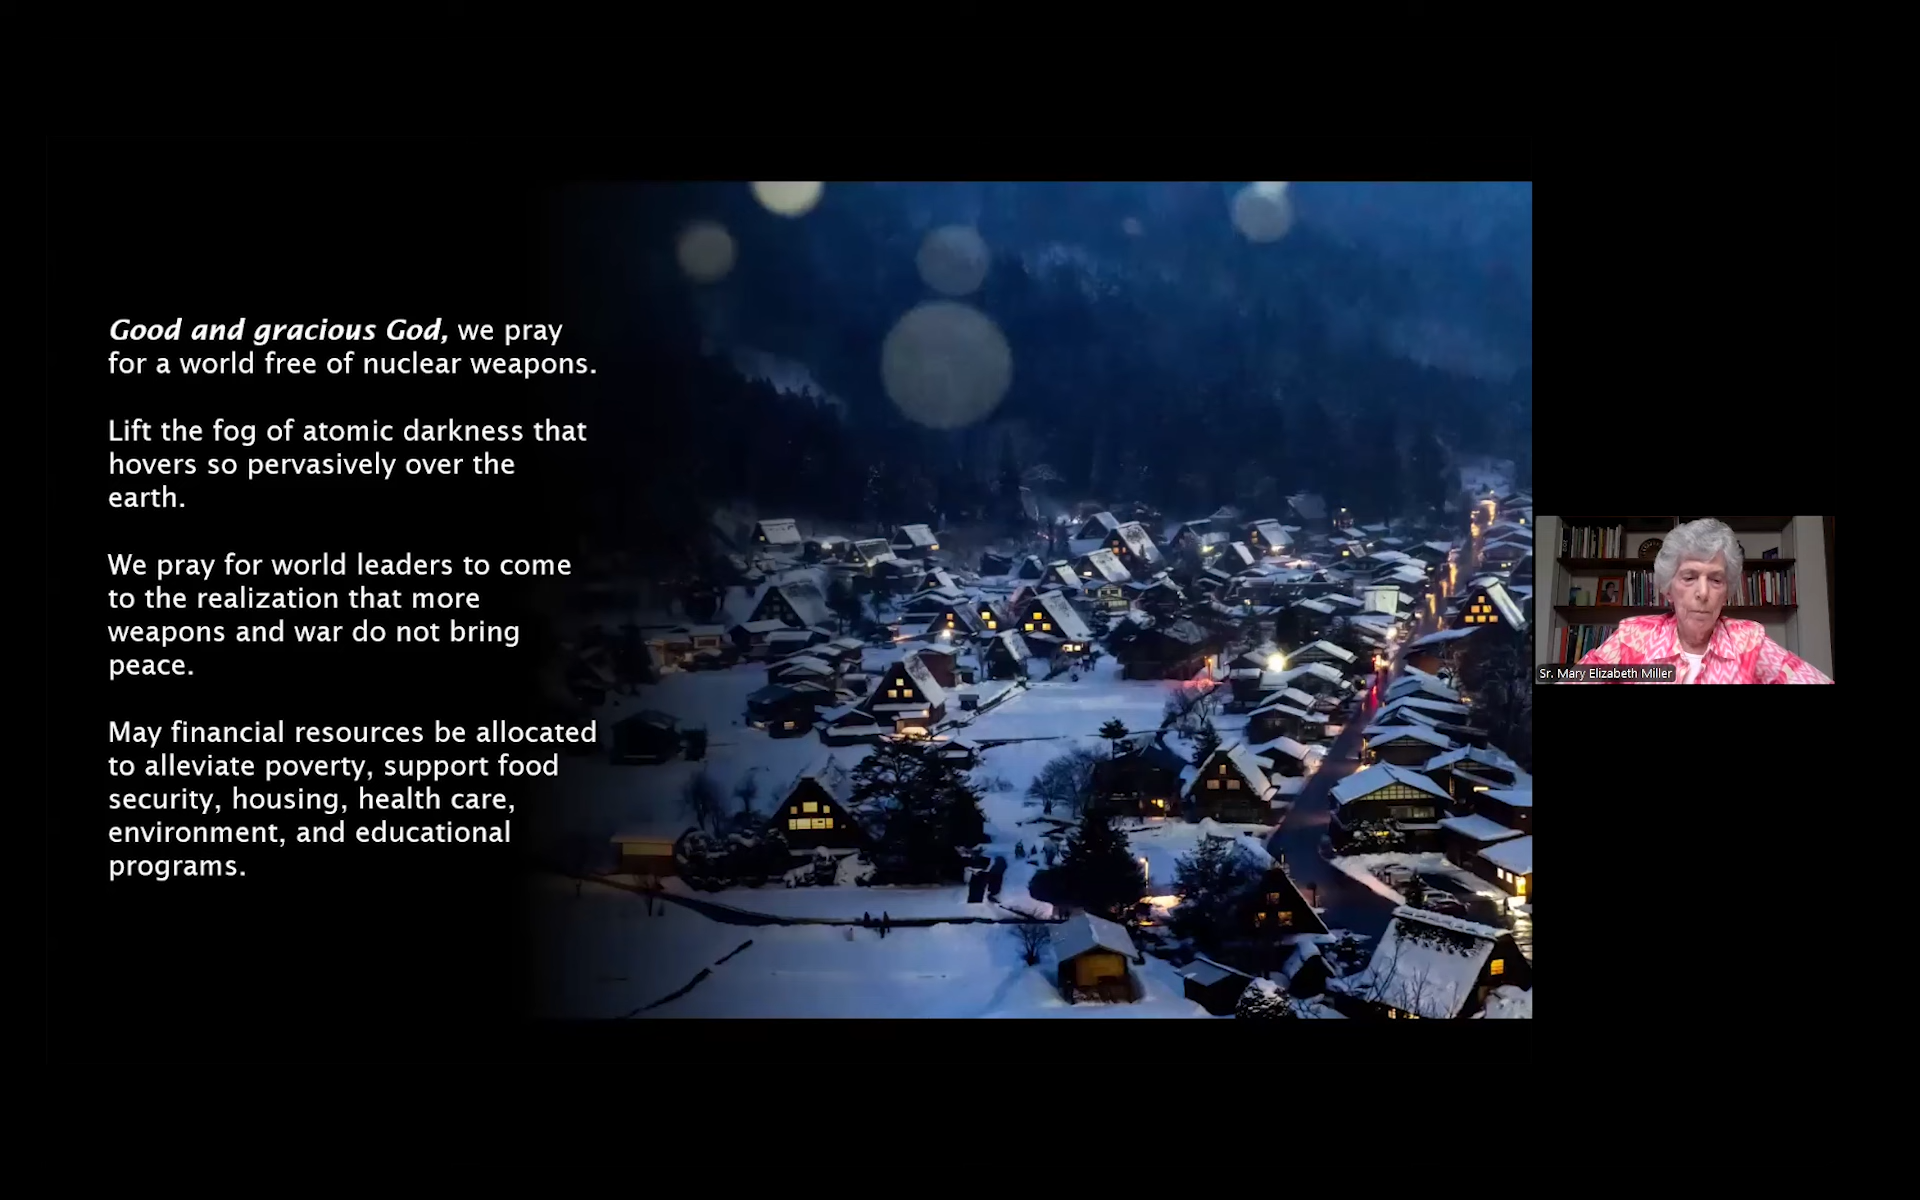 Good and gracious God, we pray
for a world free of nuclear weapons.
Lift the fog of atomic darkness that
hovers so pervasively over the
earth.
We pray for world leaders to come
to the realization that more
weapons and war do not bring
peace.
May financial resources be allocated
to alleviate poverty, support food
security, housing, health care,
environment, and educational
programs.
Sr. Mary Elizabeth Miller